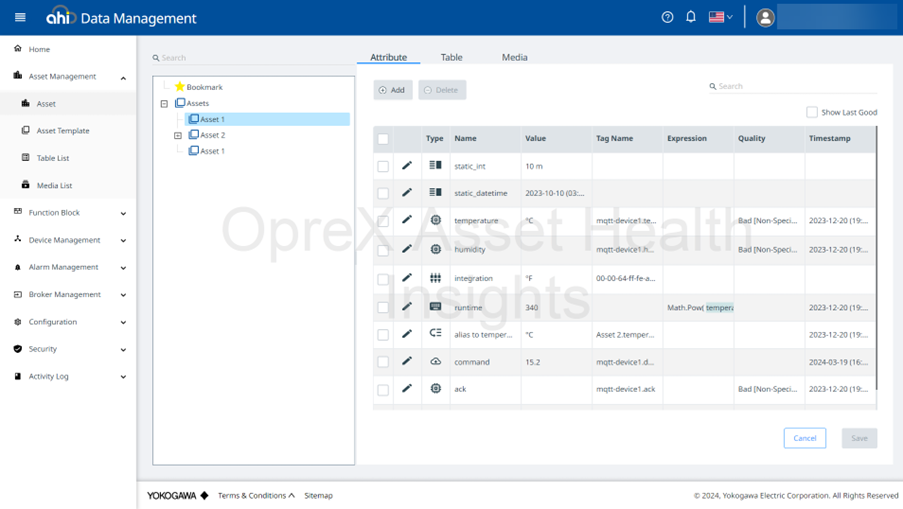 ahi Data Management
Home
Asset Management
Asset
Asset Template
Table List
Media List
Function Block
Device Management
Alarm Management
Broker Management
Configuration
Security
Activity Log
Search
Bookmark
Assets
Asset 1
Asset 2
Asset 1
Attribute Table Media
Add Delete Search
Show Last Good
Type Name Value Tag Name Expression Quality Timestamp
static_int 10 m
static_datetime 2023-10-10 (03:...
temperature °C mqtt-device1:te... Bad [Non-Speci... 2023-12-20 (19:...
humidity mqtt-device1.h... Bad [Non-Speci... 2023-12-20 (19:...
integration °F 00-00-64-ff-fe-a...
runtime 340 Math.Pow( tempera 2023-12-20 (19:...
alias to temper... °C Asset 2.temper... 2023-12-20 (19:...
command 15.2 mqtt-device1.d... 2024-03-19 (16:...
ack mqtt-device1.ack Bad [Non-Speci... 2023-12-20 (19:...
OpreX Asset Health
Insights
Cancel Save
YOKOGAWA Terms & Conditions Sitemap
© 2024, Yokogawa Electric Corporation. All Rights Reserved